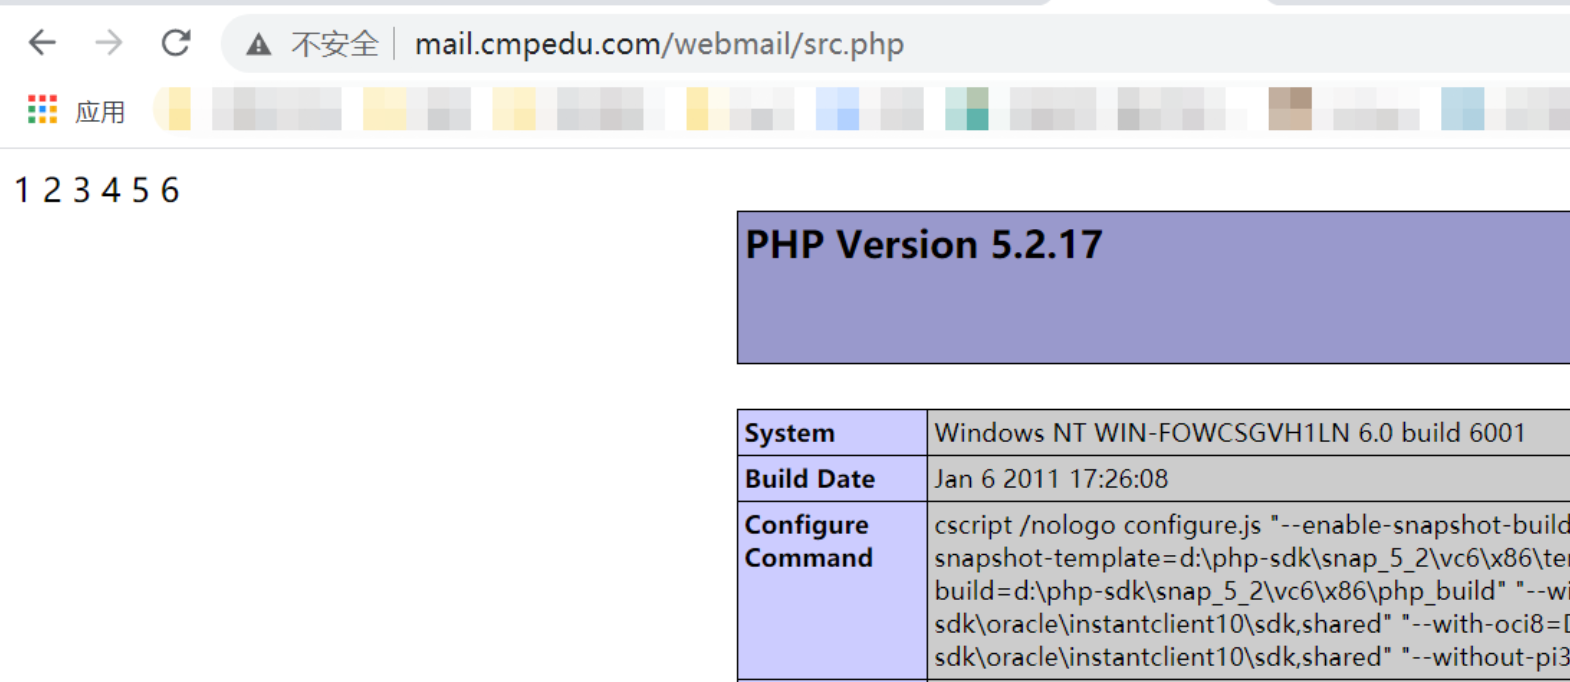 不安全 mail.cmpedu.com/webmail/src.php
应用
1 2 3 4 5 6
PHP Version 5.2.17
System Windows NT WIN-FOWCSGVH1LN 6.0 build 6001
Build Date Jan 6 2011 17:26:08
Configure Command cscript /nologo configure.js "--enable-snapshot-build
snapshot-template=d:\php-sdk\snap_5_2\vc6\x86\te
build=d:\php-sdk\snap_5_2\vc6\x86\php_build" "--wi
sdk\oracle\instantclient10\sdk,shared" "--with-oci8=
sdk\oracle\instantclient10\sdk,shared" "--without-pi3